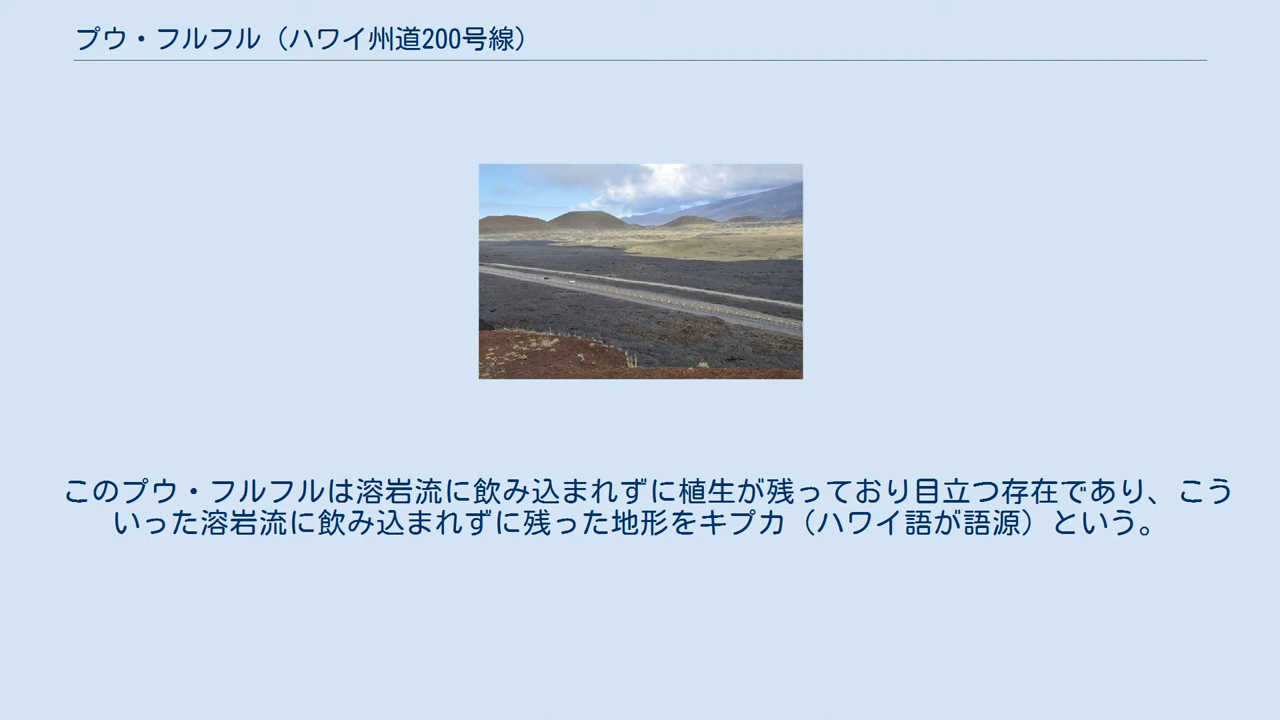 プウ・フルフル（ハワイ州道200号線）
このプウ・フルフルは溶岩流に飲み込まれずに植生が残っており目立つ存在であり、こう
いった溶岩流に飲み込まれずに残った地形をキプカ（ハワイ語が語源）という。